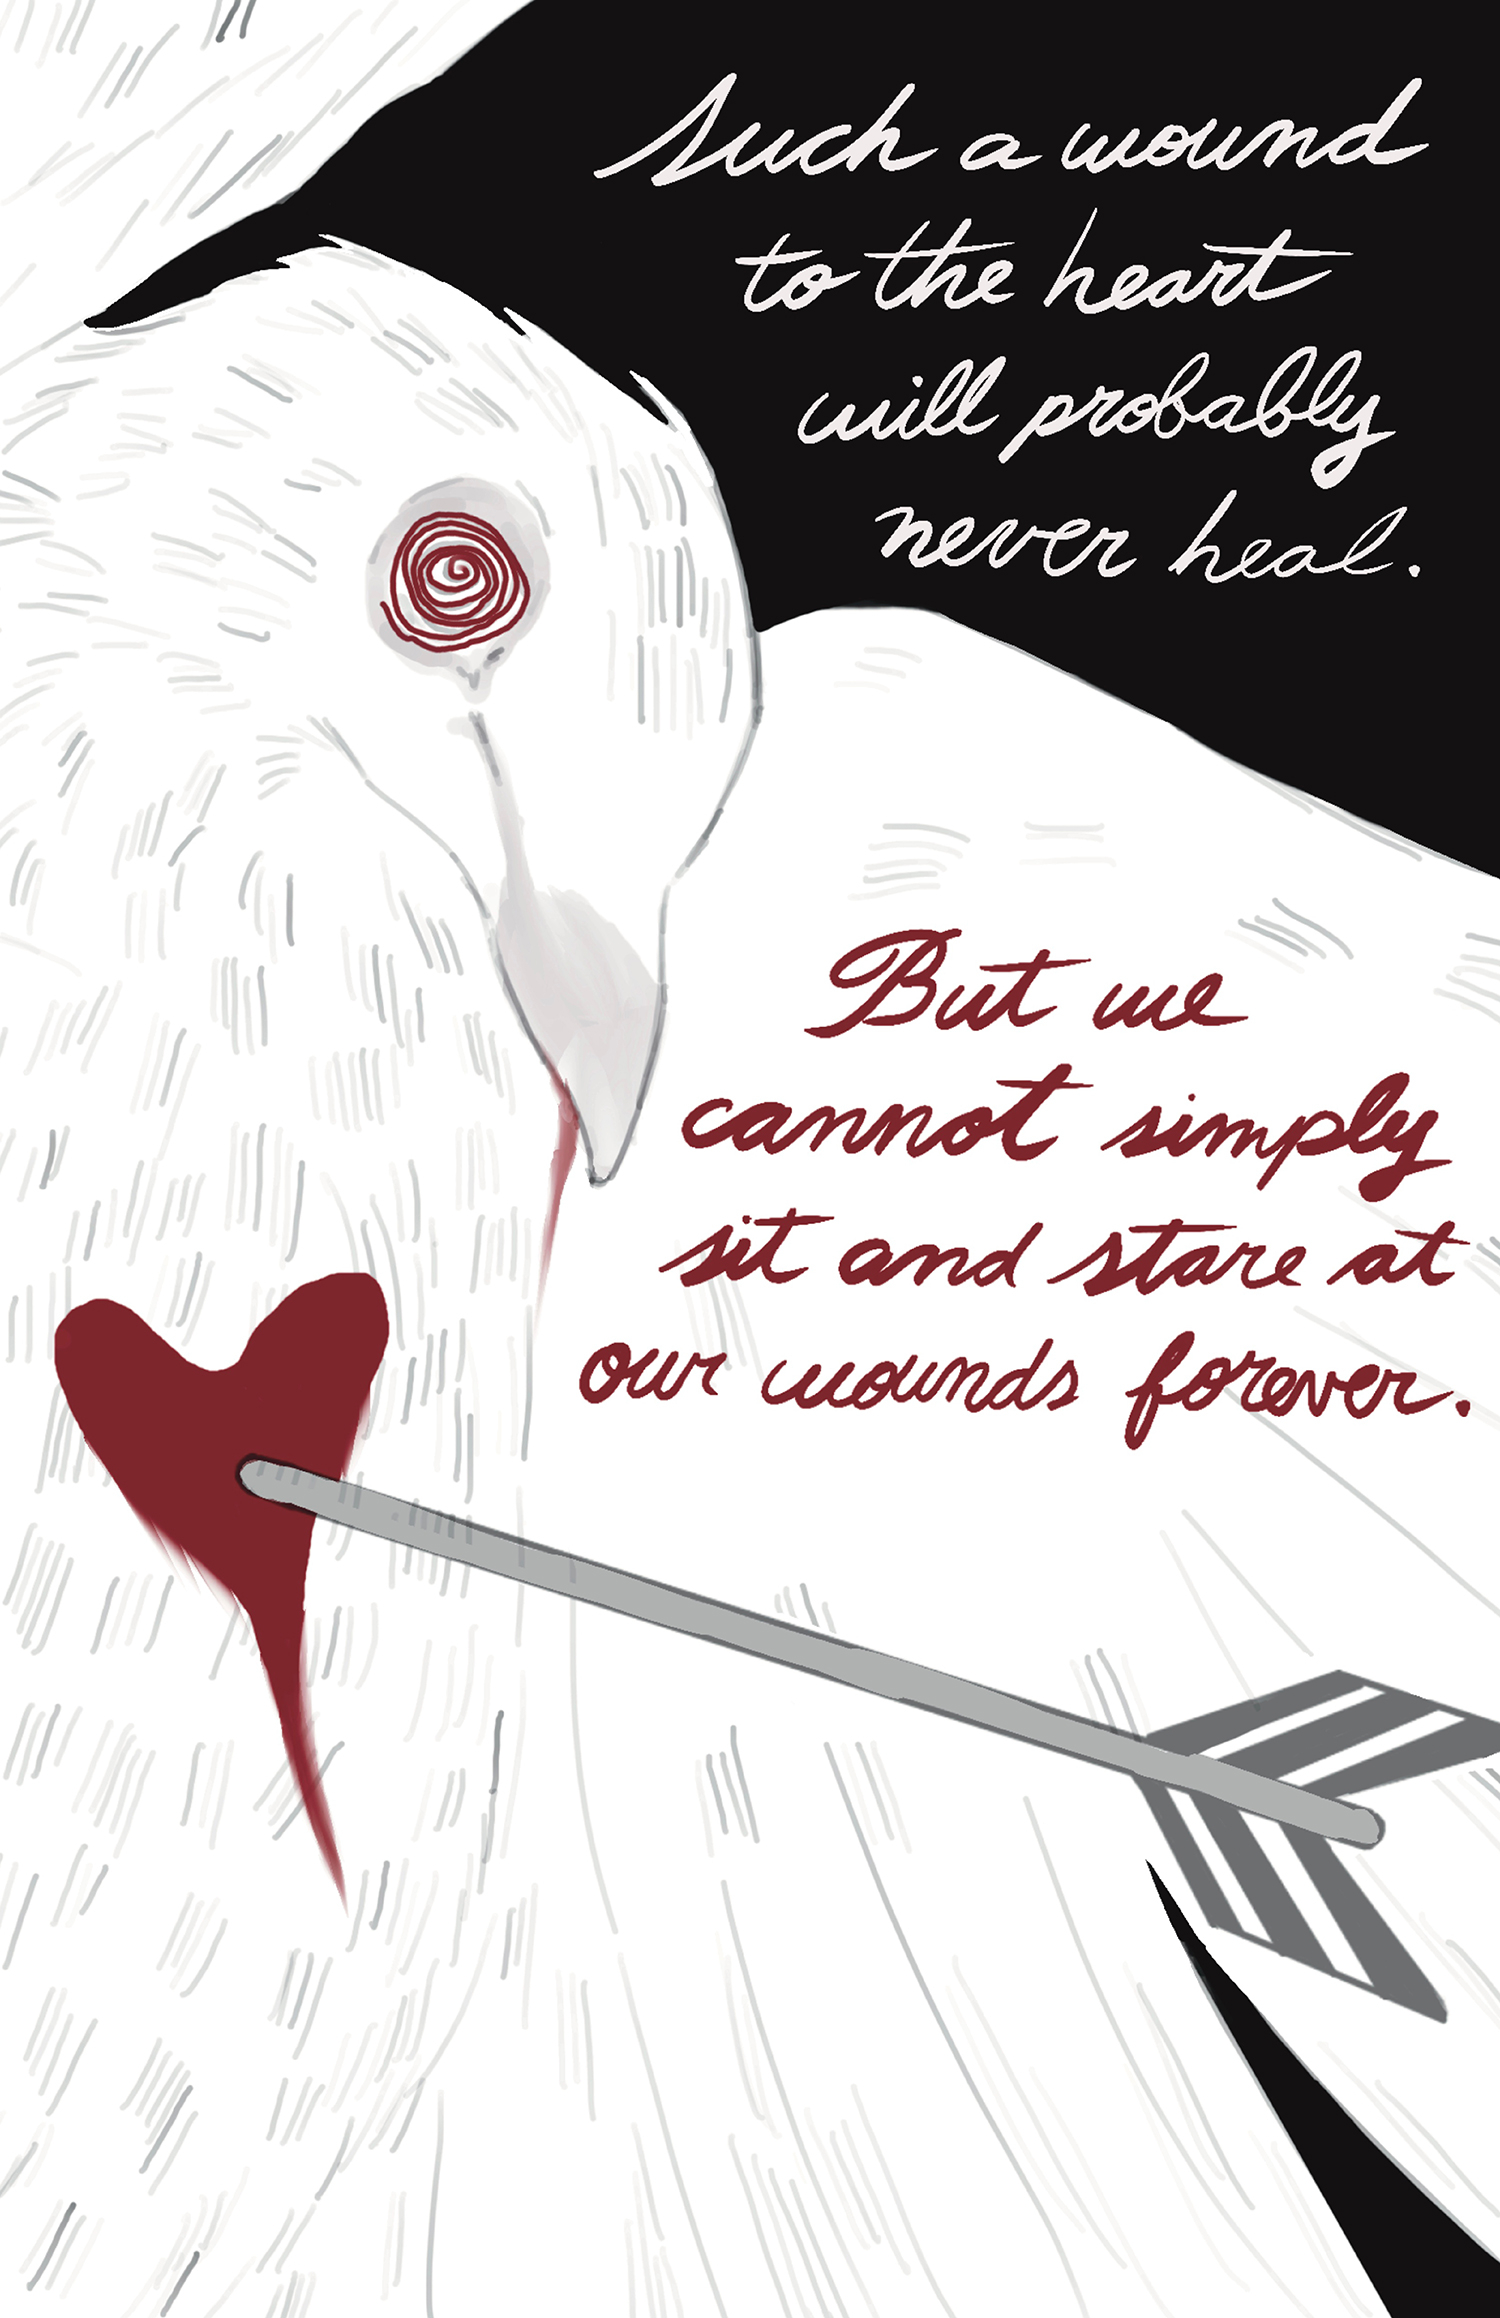 Such a wound
to the heart
will probably
never heal.
But we
cannot simply
sit and stare at
our wounds forever.